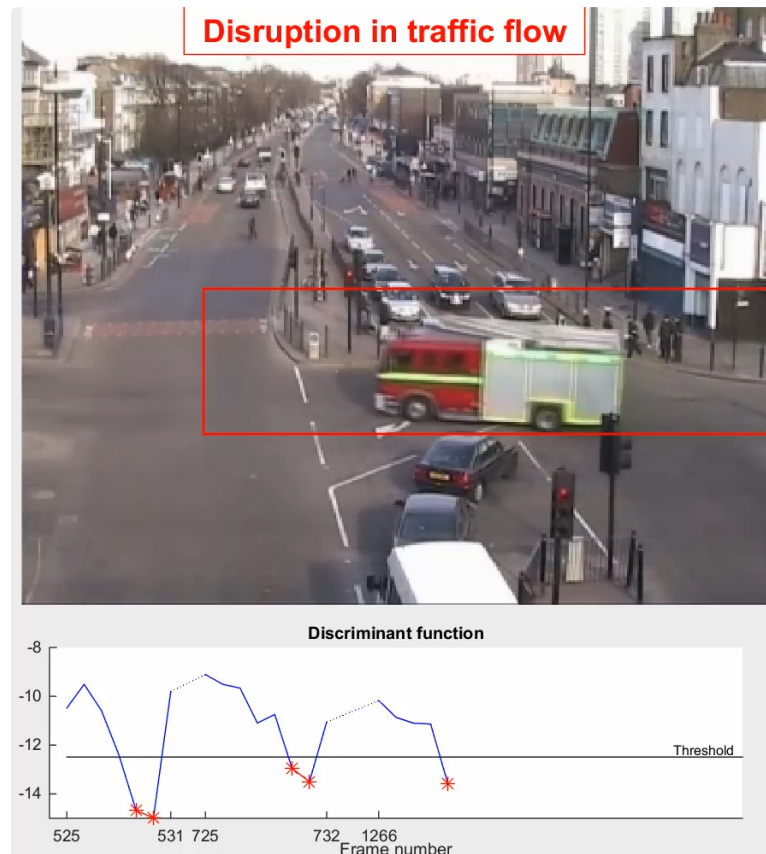 Disruption in traffic flow
Discriminant function
-8
-10
-12
-14
Threshold
525
531
725
732
1266
Frame number